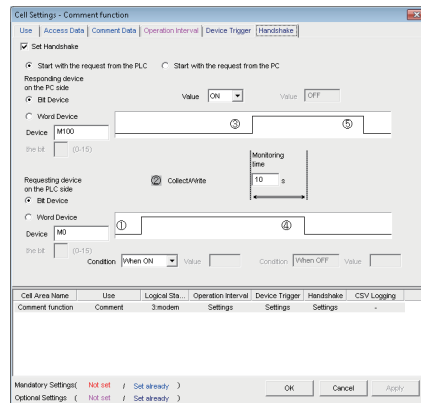 Cell Settings - Comment function
Use Access Data Comment Data Operation Interval Device Trigger Handshake
Set Handshake
Start with the request from the PLC Start with the request from the PC
Responding device
on the PC side
Bit Device Value ON Value OFF
Word Device
Device M100 ③ ⑤
the bit (0-15)
Monitoring
time
Requesting device
on the PLC side
② Collect/Write 10 s
Bit Device
Word Device
Device M0 ① ④
the bit (0-15)
Condition When ON Value Condition When OFF Value
Cell Area Name Use Logical Sta... Operation Interval Device Trigger Handshake CSV Logging
Comment function Comment 3:modem Settings Settings Settings -
Mandatory Settings( Not set / Set already )
Optional Settings ( Not set / Set already )
OK Cancel Apply